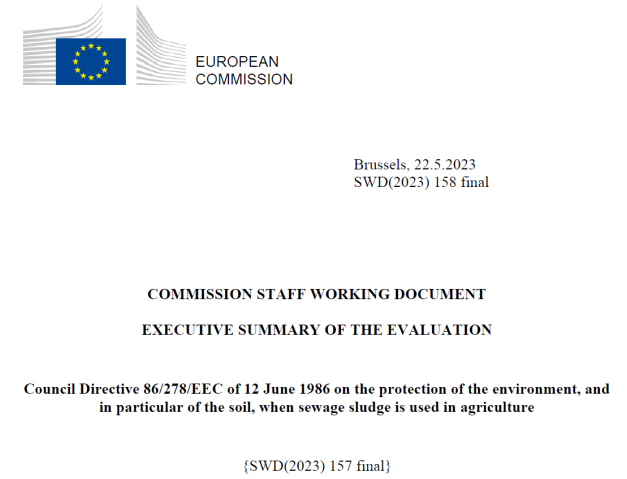 EUROPEAN
COMMISSION
Brussels, 22.5.2023
SWD(2023) 158 final
COMMISSION STAFF WORKING DOCUMENT
EXECUTIVE SUMMARY OF THE EVALUATION
Council Directive 86/278/EEC of 12 June 1986 on the protection of the environment, and
in particular of the soil, when sewage sludge is used in agriculture
{SWD(2023) 157 final}